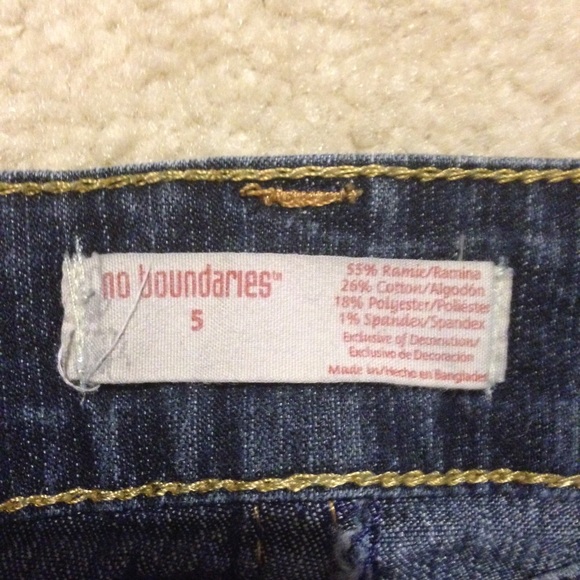 no boundaries™
5
55% Ramie/Ramina
26% Cotton/Algodón
18% Polyester/Poliéster
1% Spandex/Spandex
Exclusive of Decoration/
Exclusivo de Decoración
Made in/Hecho en Bangladesh